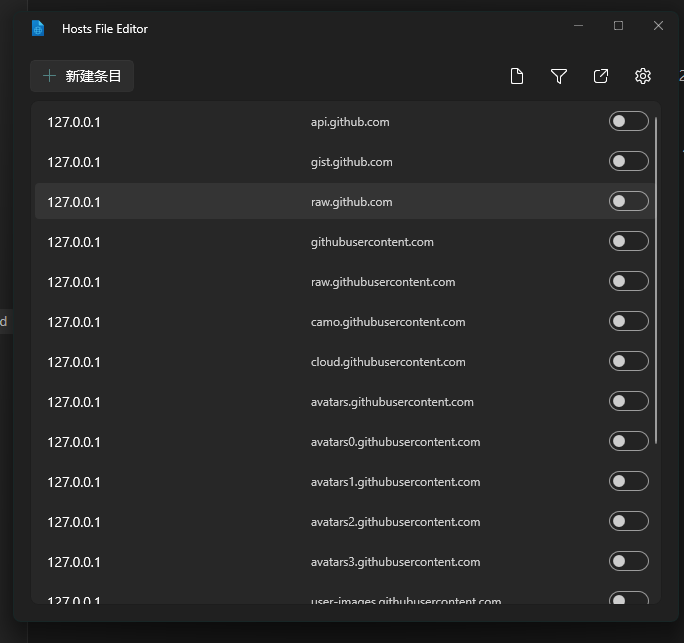 Hosts File Editor
新建条目
127.0.0.1 api.github.com
127.0.0.1 gist.github.com
127.0.0.1 raw.github.com
127.0.0.1 githubusercontent.com
127.0.0.1 raw.githubusercontent.com
127.0.0.1 camo.githubusercontent.com
127.0.0.1 cloud.githubusercontent.com
127.0.0.1 avatars.githubusercontent.com
127.0.0.1 avatars0.githubusercontent.com
127.0.0.1 avatars1.githubusercontent.com
127.0.0.1 avatars2.githubusercontent.com
127.0.0.1 avatars3.githubusercontent.com
127.0.0.1 user-images.githubusercontent.com